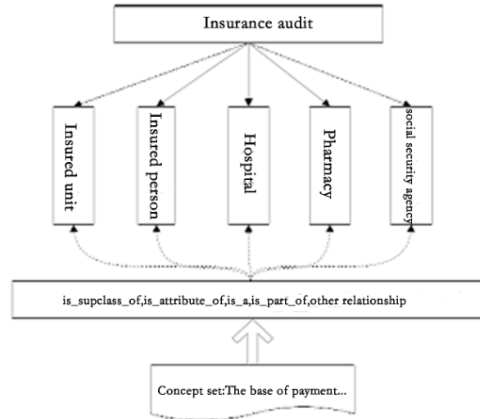 Insurance audit
Insured unit
Insured person
Hospital
Pharmacy
social security agency
is_supclass_of,is_attribute_of,is_a,is_part_of,other relationship
Concept set:The base of payment...